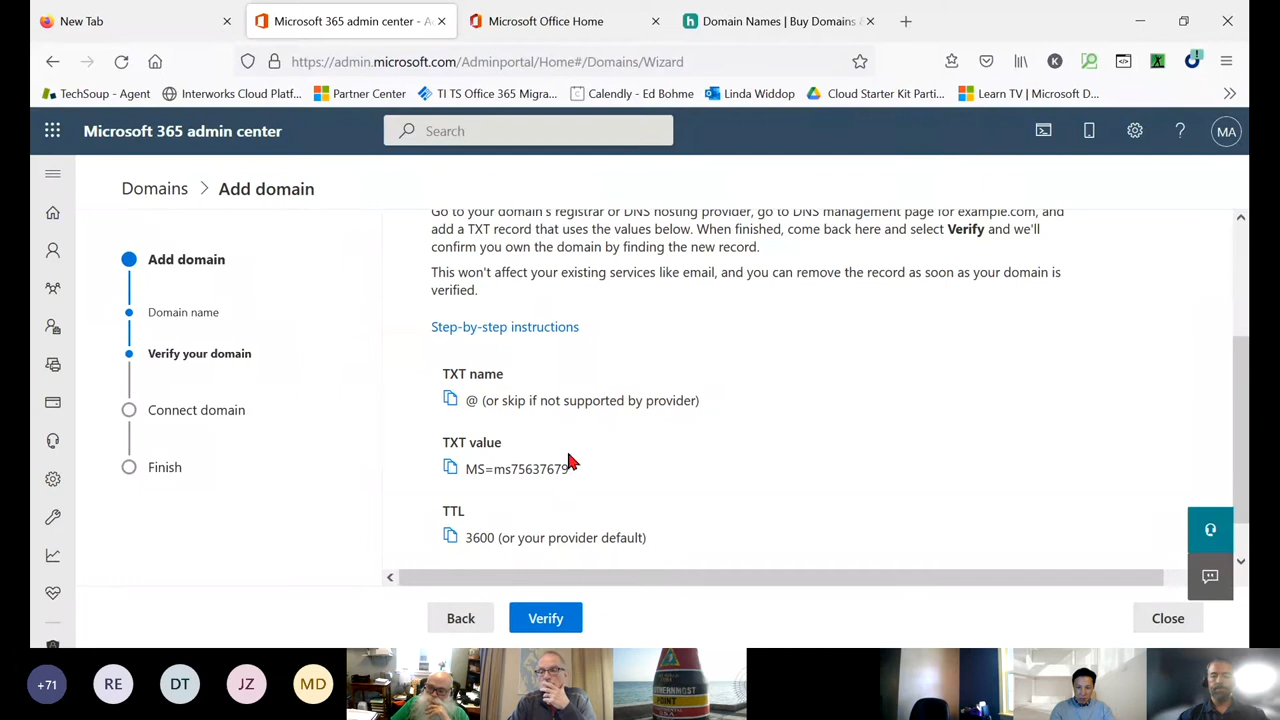 New Tab
Microsoft 365 admin center - A
Microsoft Office Home
Domain Names | Buy Domains &
https://admin.microsoft.com/Adminportal/Home#/Domains/Wizard
TechSoup - Agent
Interworks Cloud Platf...
Partner Center
TI TS Office 365 Migra...
Calendly - Ed Bohme
Linda Widdop
Cloud Starter Kit Parti...
Learn TV | Microsoft D...
Microsoft 365 admin center
Search
MA
Domains > Add domain
Add domain
Domain name
Verify your domain
Connect domain
Finish
Go to your domain's registrar or DNS hosting provider, go to DNS management page for example.com, and
add a TXT record that uses the values below. When finished, come back here and select Verify and we'll
confirm you own the domain by finding the new record.
This won't affect your existing services like email, and you can remove the record as soon as your domain is
verified.
Step-by-step instructions
TXT name
@ (or skip if not supported by provider)
TXT value
MS=ms75637679
TTL
3600 (or your provider default)
Back
Verify
Close
+71
RE
DT
JZ
MD